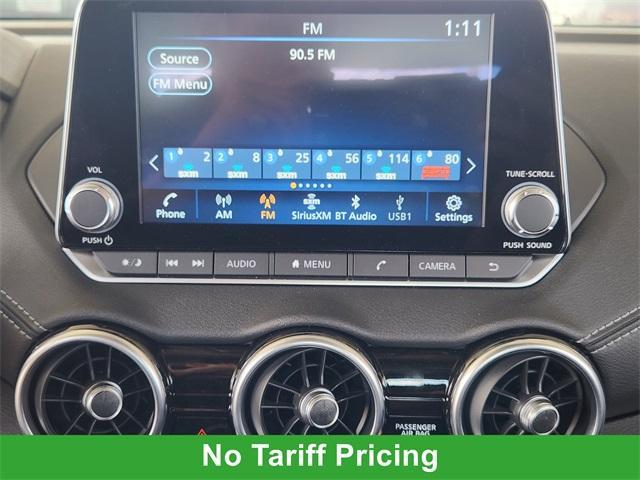 FM
1:11
Source
90.5 FM
FM Menu
1 2 sxm
2 8 sxm
3 25 sxm
4 56 sxm
5 114 sxm
6 80
VOL
TUNE·SCROLL
Phone
AM
FM
sxm
SiriusXM
BT Audio
USB1
Settings
PUSH
PUSH SOUND
AUDIO
MENU
CAMERA
PASSENGER
AIR BAG
No Tariff Pricing